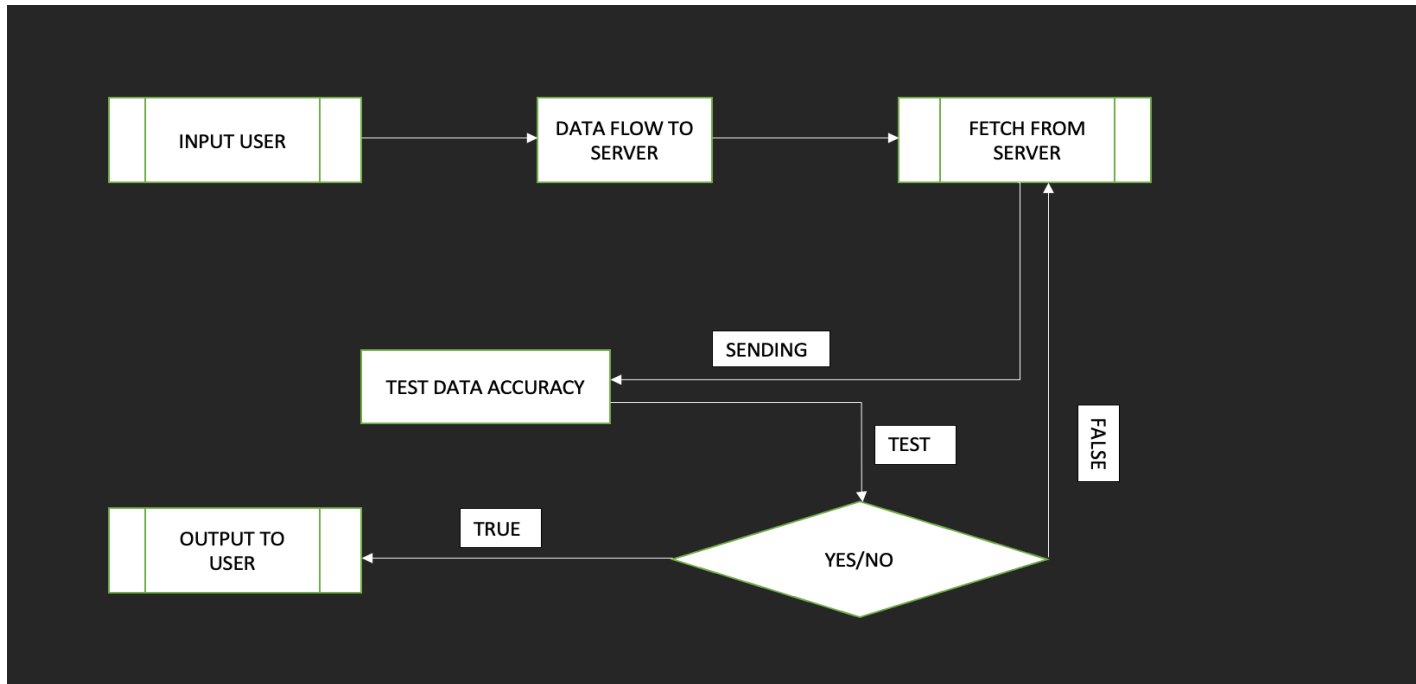 INPUT USER
DATA FLOW TO
SERVER
FETCH FROM
SERVER
SENDING
TEST DATA ACCURACY
TEST
FALSE
TRUE
OUTPUT TO
USER
YES/NO